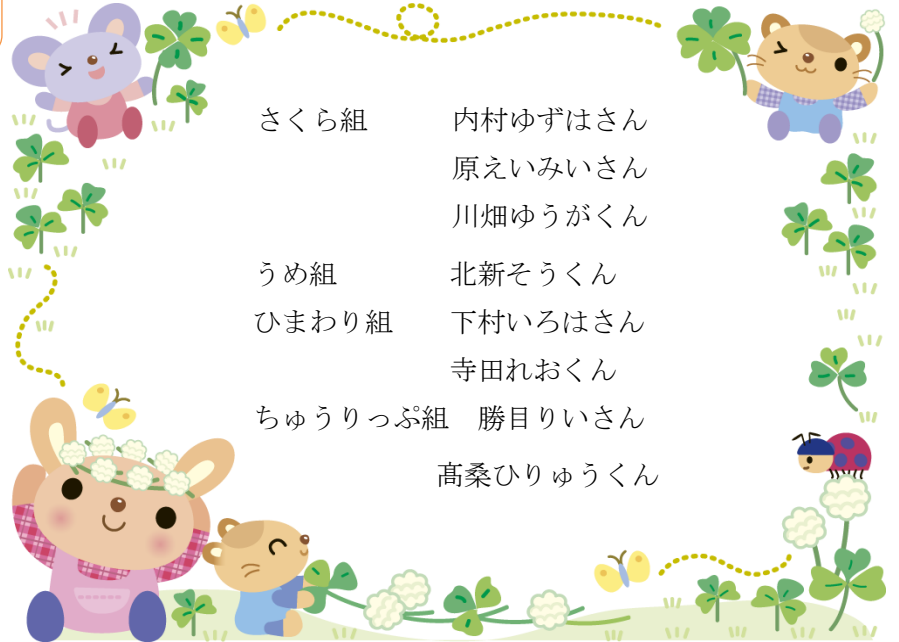 さくら組　内村ゆずはさん
原えいみいさん
川畑ゆうがくん
うめ組　北新そうくん
ひまわり組　下村いろはさん
寺田れおくん
ちゅうりっぷ組　勝目りいさん
髙桑ひりゅうくん